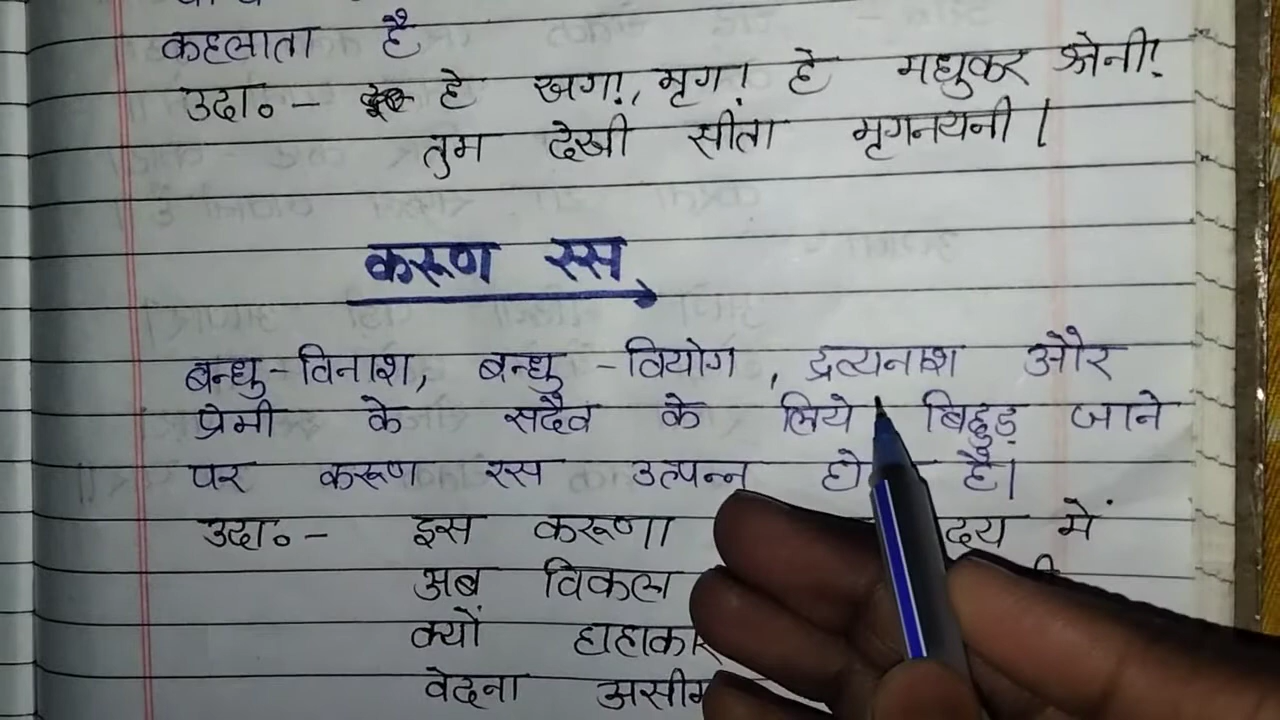 कहलाता है
उदा० - हे खग!, मृग! हे मधुकर श्रेनी!
तुम देखी सीता मृगनयनी।
करूण रस
बन्धु-विनाश, बन्धु-वियोग, द्रव्यनाश और
प्रेमी के सदैव के लिये बिछुड़ जाने
पर करूण रस उत्पन्न हो है।
उदा० - इस करूणा दय में
अब विकल
क्यों हाहाकार
वेदना असीम